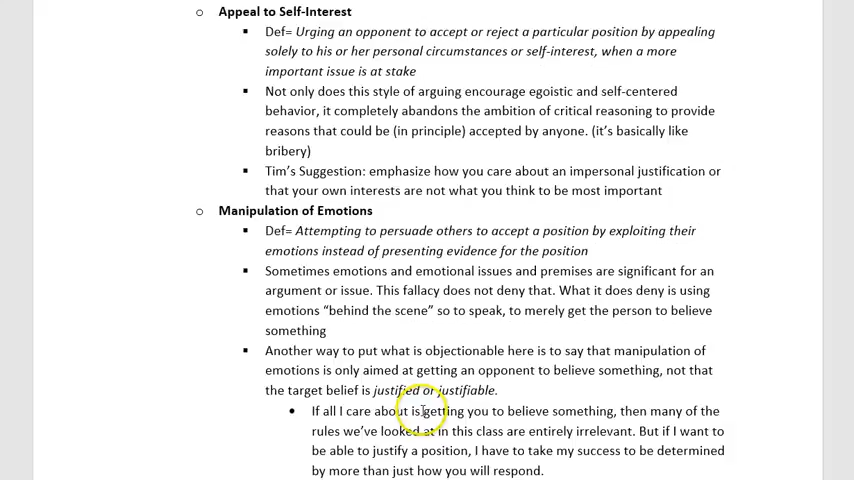 o Appeal to Self-Interest
▪ Def= Urging an opponent to accept or reject a particular position by appealing
solely to his or her personal circumstances or self-interest, when a more
important issue is at stake
▪ Not only does this style of arguing encourage egoistic and self-centered
behavior, it completely abandons the ambition of critical reasoning to provide
reasons that could be (in principle) accepted by anyone. (it's basically like
bribery)
▪ Tim's Suggestion: emphasize how you care about an impersonal justification or
that your own interests are not what you think to be most important
o Manipulation of Emotions
▪ Def= Attempting to persuade others to accept a position by exploiting their
emotions instead of presenting evidence for the position
▪ Sometimes emotions and emotional issues and premises are significant for an
argument or issue. This fallacy does not deny that. What it does deny is using
emotions “behind the scene” so to speak, to merely get the person to believe
something
▪ Another way to put what is objectionable here is to say that manipulation of
emotions is only aimed at getting an opponent to believe something, not that
the target belief is justified or justifiable.
• If all I care about is getting you to believe something, then many of the
rules we've looked at in this class are entirely irrelevant. But if I want to
be able to justify a position, I have to take my success to be determined
by more than just how you will respond.